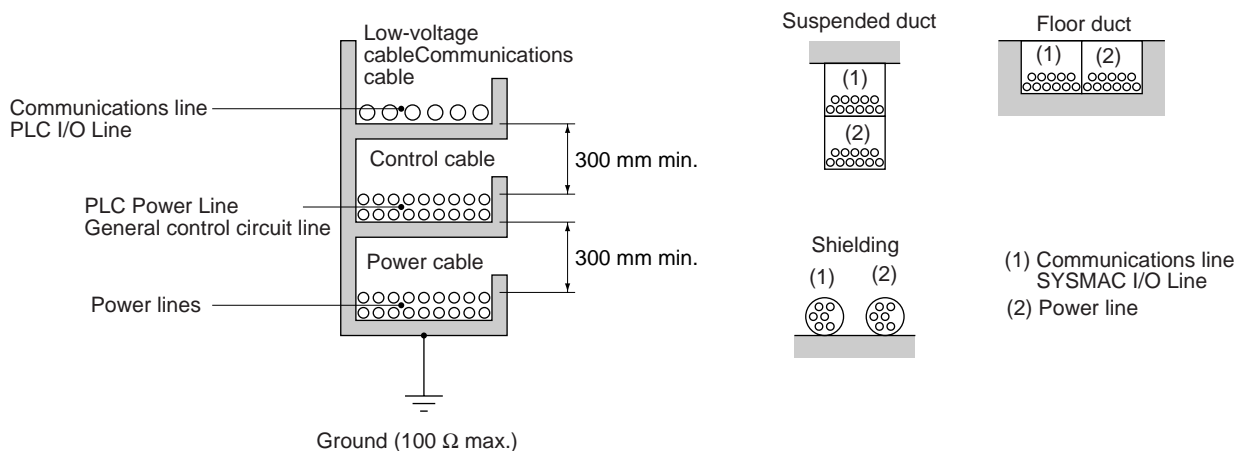 Low-voltage
cableCommunications
cable
Communications line
PLC I/O Line
Control cable
300 mm min.
PLC Power Line
General control circuit line
Power cable
300 mm min.
Power lines
Ground (100 Ω max.)
Suspended duct
(1)
(2)
Floor duct
(1) (2)
Shielding
(1) (2)
(1) Communications line
SYSMAC I/O Line
(2) Power line